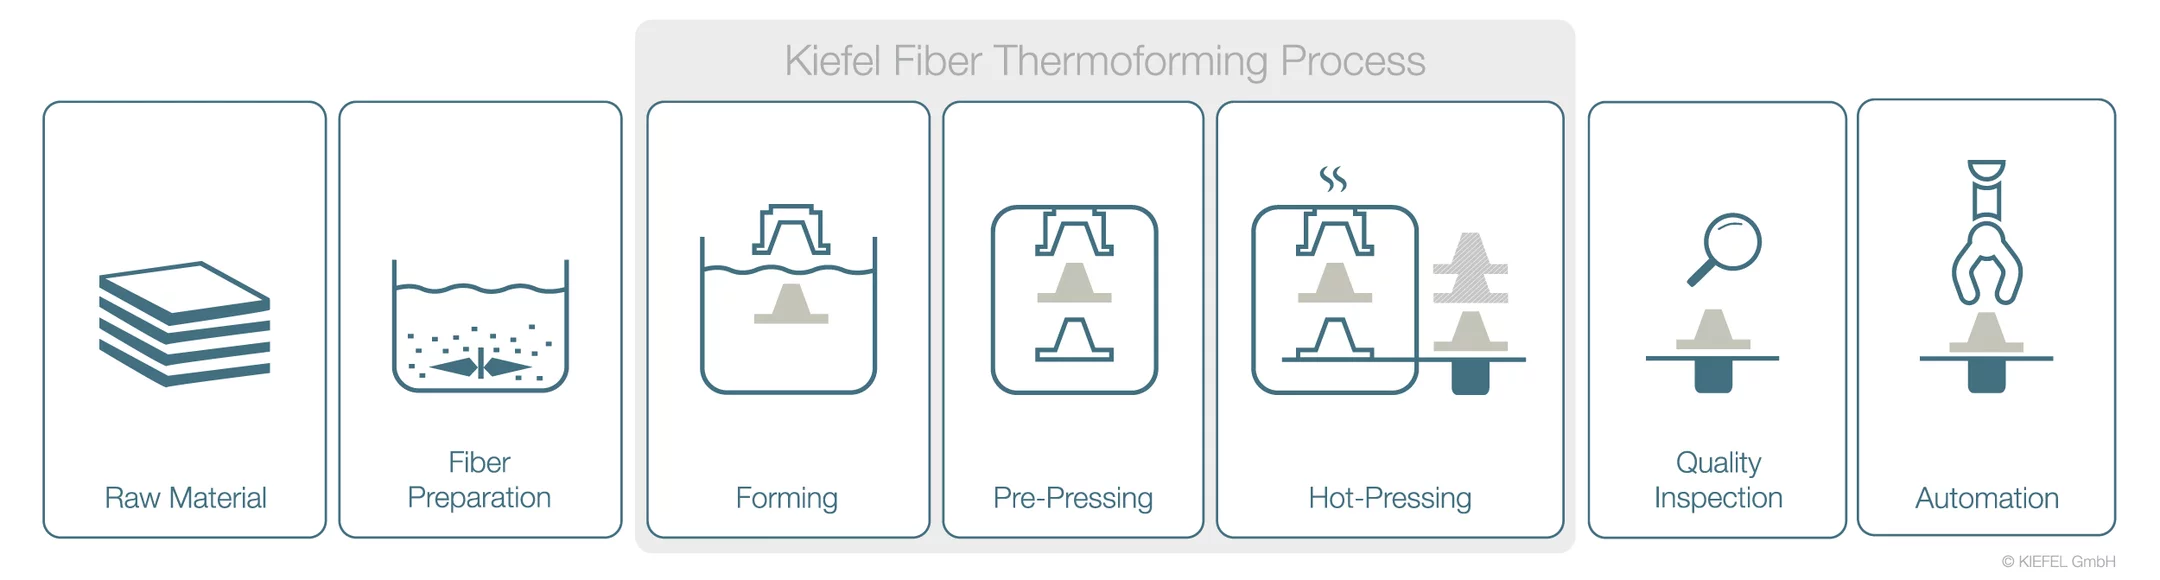 Kiefel Fiber Thermoforming Process
Raw Material
Fiber
Preparation
Forming
Pre-Pressing
Hot-Pressing
Quality
Inspection
Automation
© KIEFEL GmbH